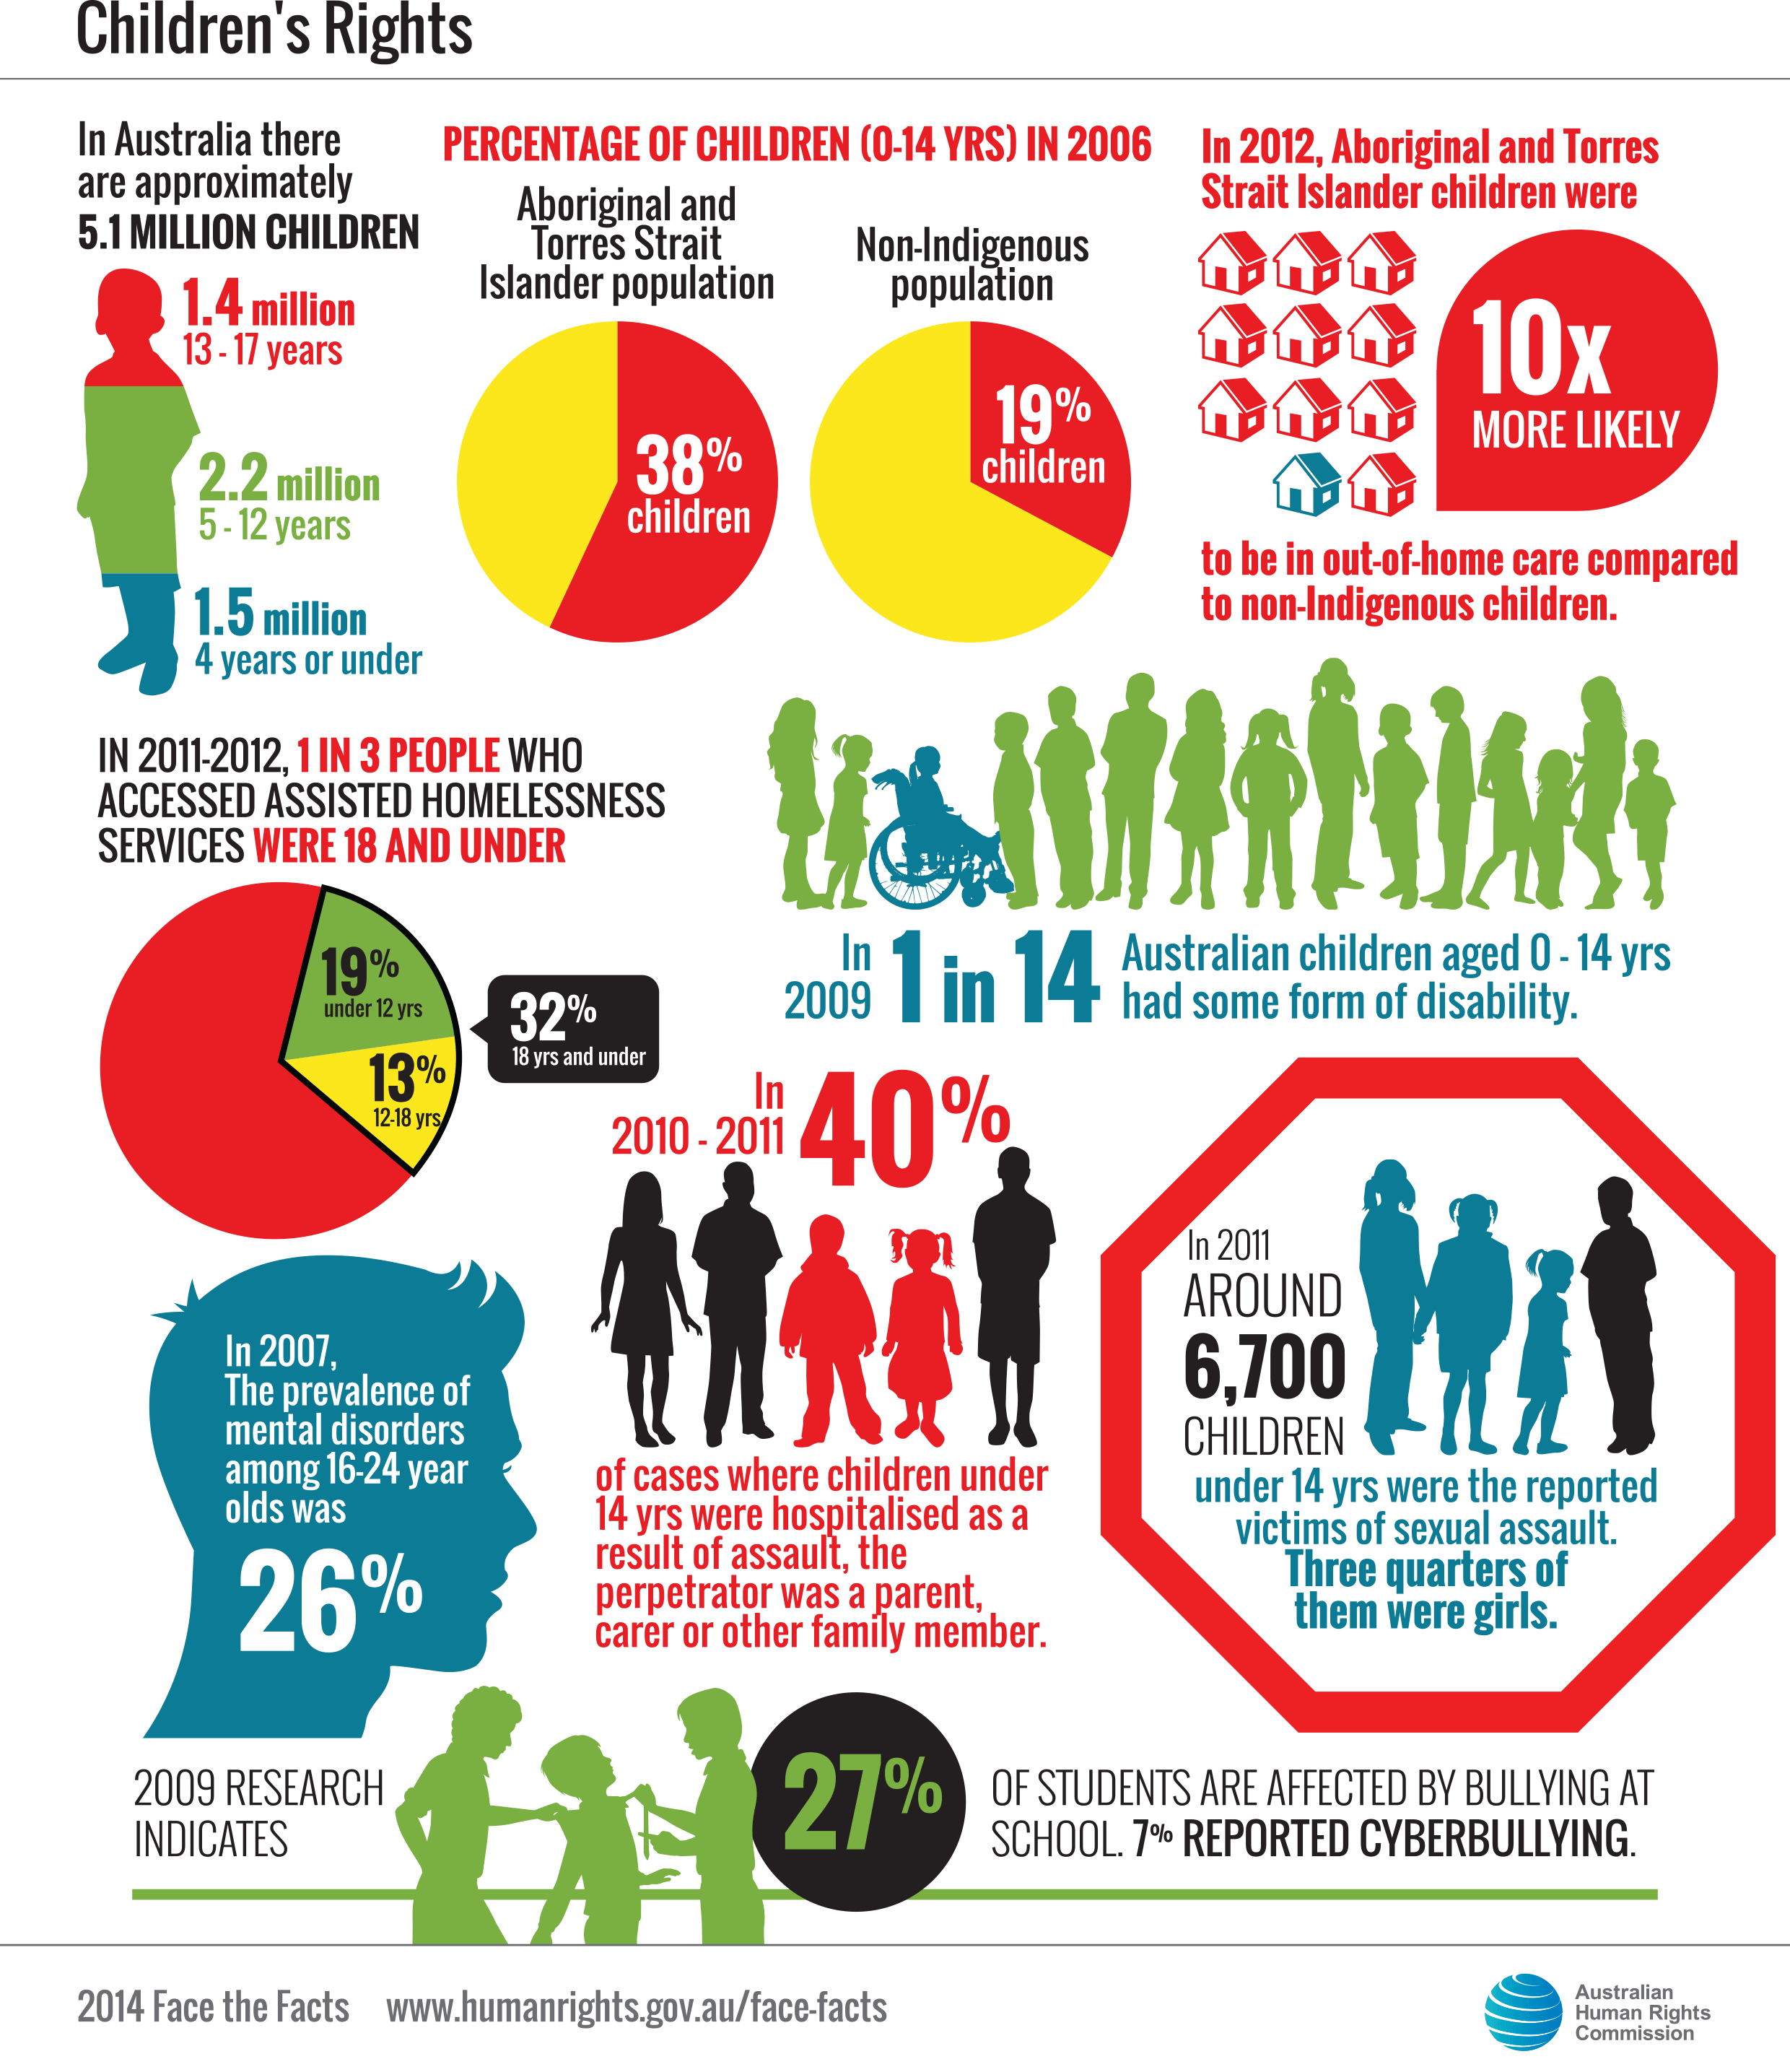 Children's Rights
In Australia there
are approximately
5.1 MILLION CHILDREN
1.4 million
13 - 17 years
2.2 million
5 - 12 years
1.5 million
4 years or under
PERCENTAGE OF CHILDREN (0-14 YRS) IN 2006
Aboriginal and
Torres Strait
Islander population
38%
children
Non-Indigenous
population
19%
children
In 2012, Aboriginal and Torres
Strait Islander children were
10x
MORE LIKELY
to be in out-of-home care compared
to non-Indigenous children.
IN 2011-2012, 1 IN 3 PEOPLE WHO
ACCESSED ASSISTED HOMELESSNESS
SERVICES WERE 18 AND UNDER
19%
under 12 yrs
13%
12-18 yrs
32%
18 yrs and under
In
2009
1 in 14
Australian children aged 0 - 14 yrs
had some form of disability.
In
2010 - 2011
40%
of cases where children under
14 yrs were hospitalised as a
result of assault, the
perpetrator was a parent,
carer or other family member.
In 2011
AROUND
6,700
CHILDREN
under 14 yrs were the reported
victims of sexual assault.
Three quarters of
them were girls.
In 2007,
The prevalence of
mental disorders
among 16-24 year
olds was
26%
2009 RESEARCH
INDICATES
27%
OF STUDENTS ARE AFFECTED BY BULLYING AT
SCHOOL. 7% REPORTED CYBERBULLYING.
2014 Face the Facts www.humanrights.gov.au/face-facts
Australian
Human Rights
Commission